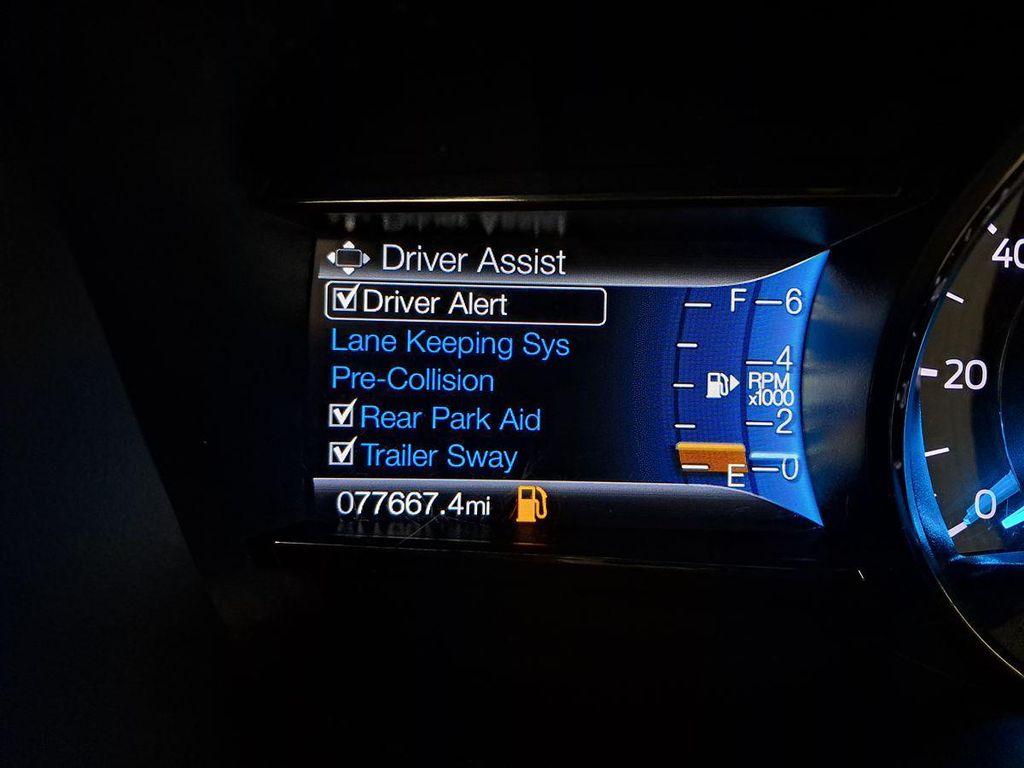 Driver Assist
Driver Alert
Lane Keeping Sys
Pre-Collision
Rear Park Aid
Trailer Sway
077667.4mi
F
E
6
4
RPM
x1000
2
0
40
20
0